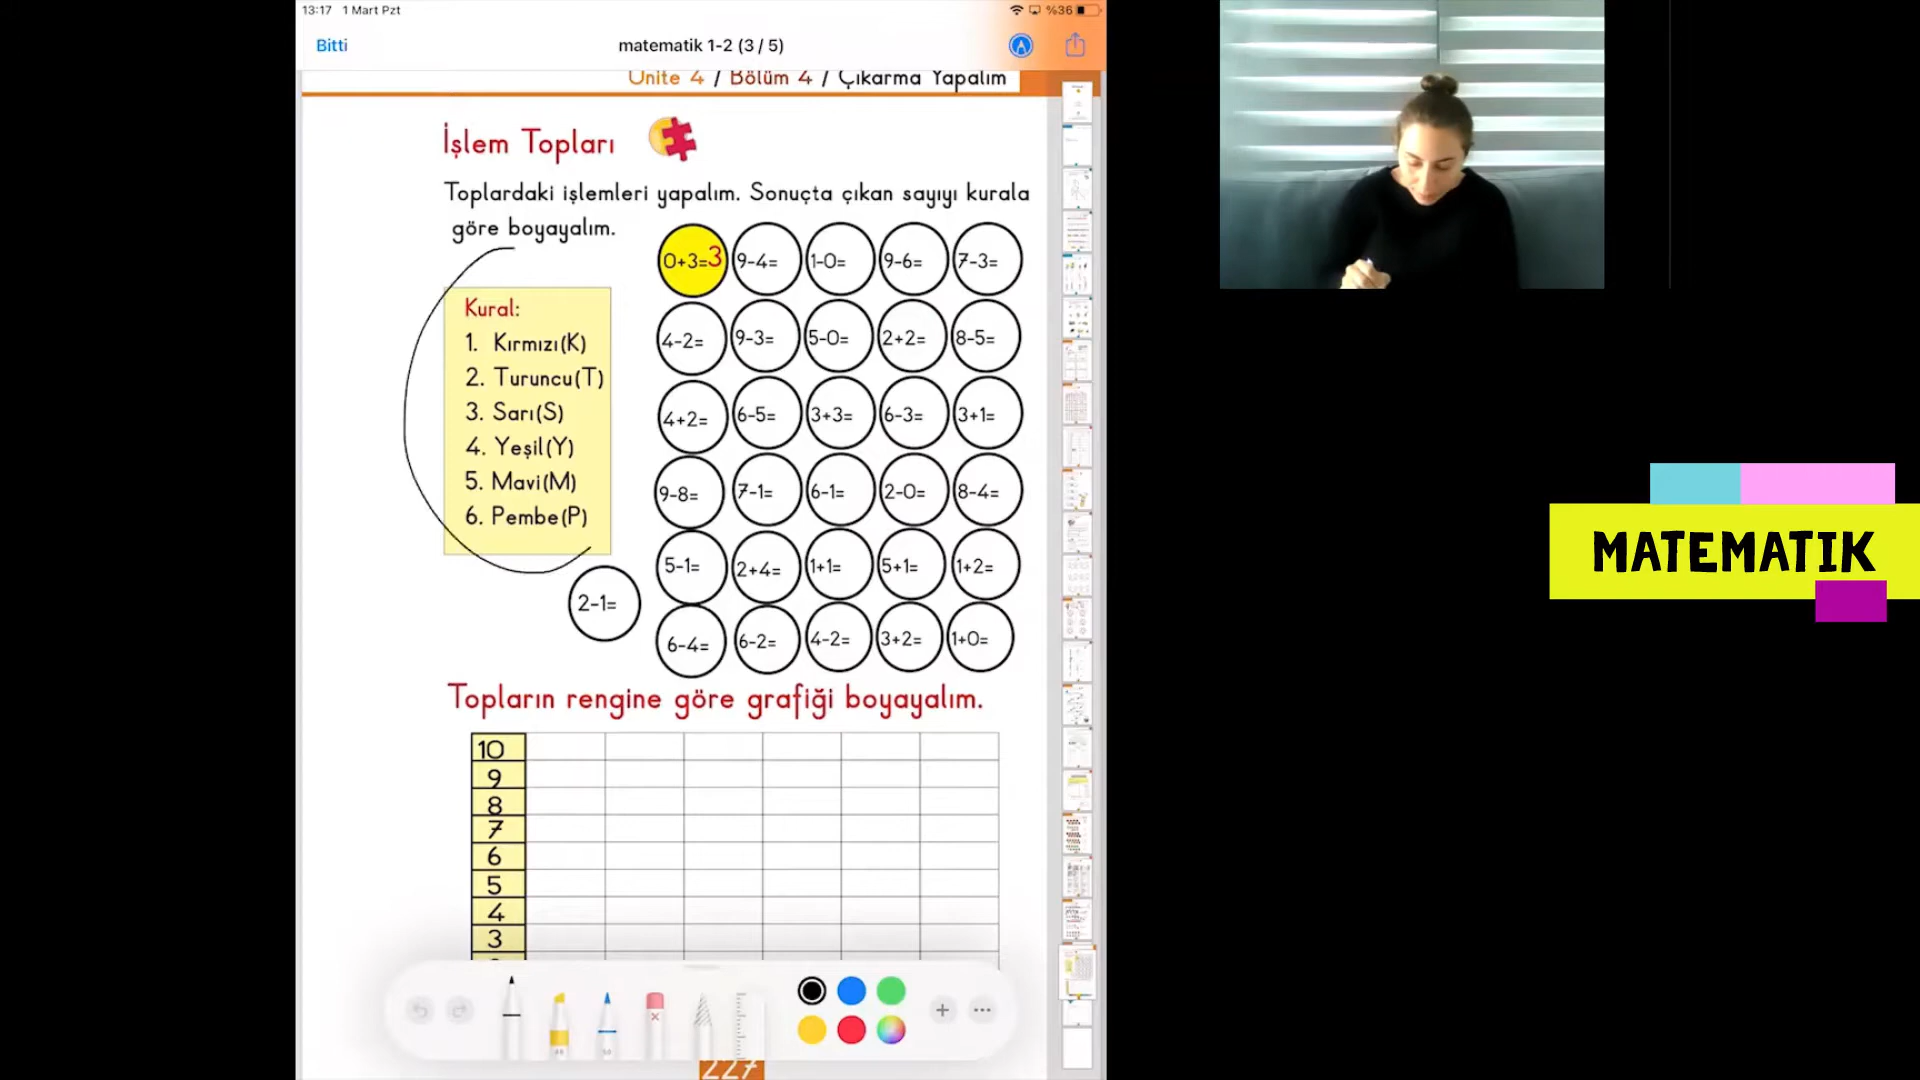 13:17 1 Mart Pzt
%36
Bitti
matematik 1-2 (3 / 5)
Ünite 4 / Bölüm 4 / Çıkarma Yapalım
İşlem Topları
Toplardaki işlemleri yapalım. Sonuçta çıkan sayıyı kurala
göre boyayalım.
0+3=3 9-4= 1-0= 9-6= 7-3=
Kural:
1. Kırmızı(K)
2. Turuncu(T)
3. Sarı(S)
4. Yeşil(Y)
5. Mavi(M)
6. Pembe(P)
4-2= 9-3= 5-0= 2+2= 8-5=
4+2= 6-5= 3+3= 6-3= 3+1=
9-8= 7-1= 6-1= 2-0= 8-4=
5-1= 2+4= 1+1= 5+1= 1+2=
2-1=
6-4= 6-2= 4-2= 3+2= 1+0=
Topların rengine göre grafiği boyayalım.
10
9
8
7
6
5
4
3
227
MATEMATIK